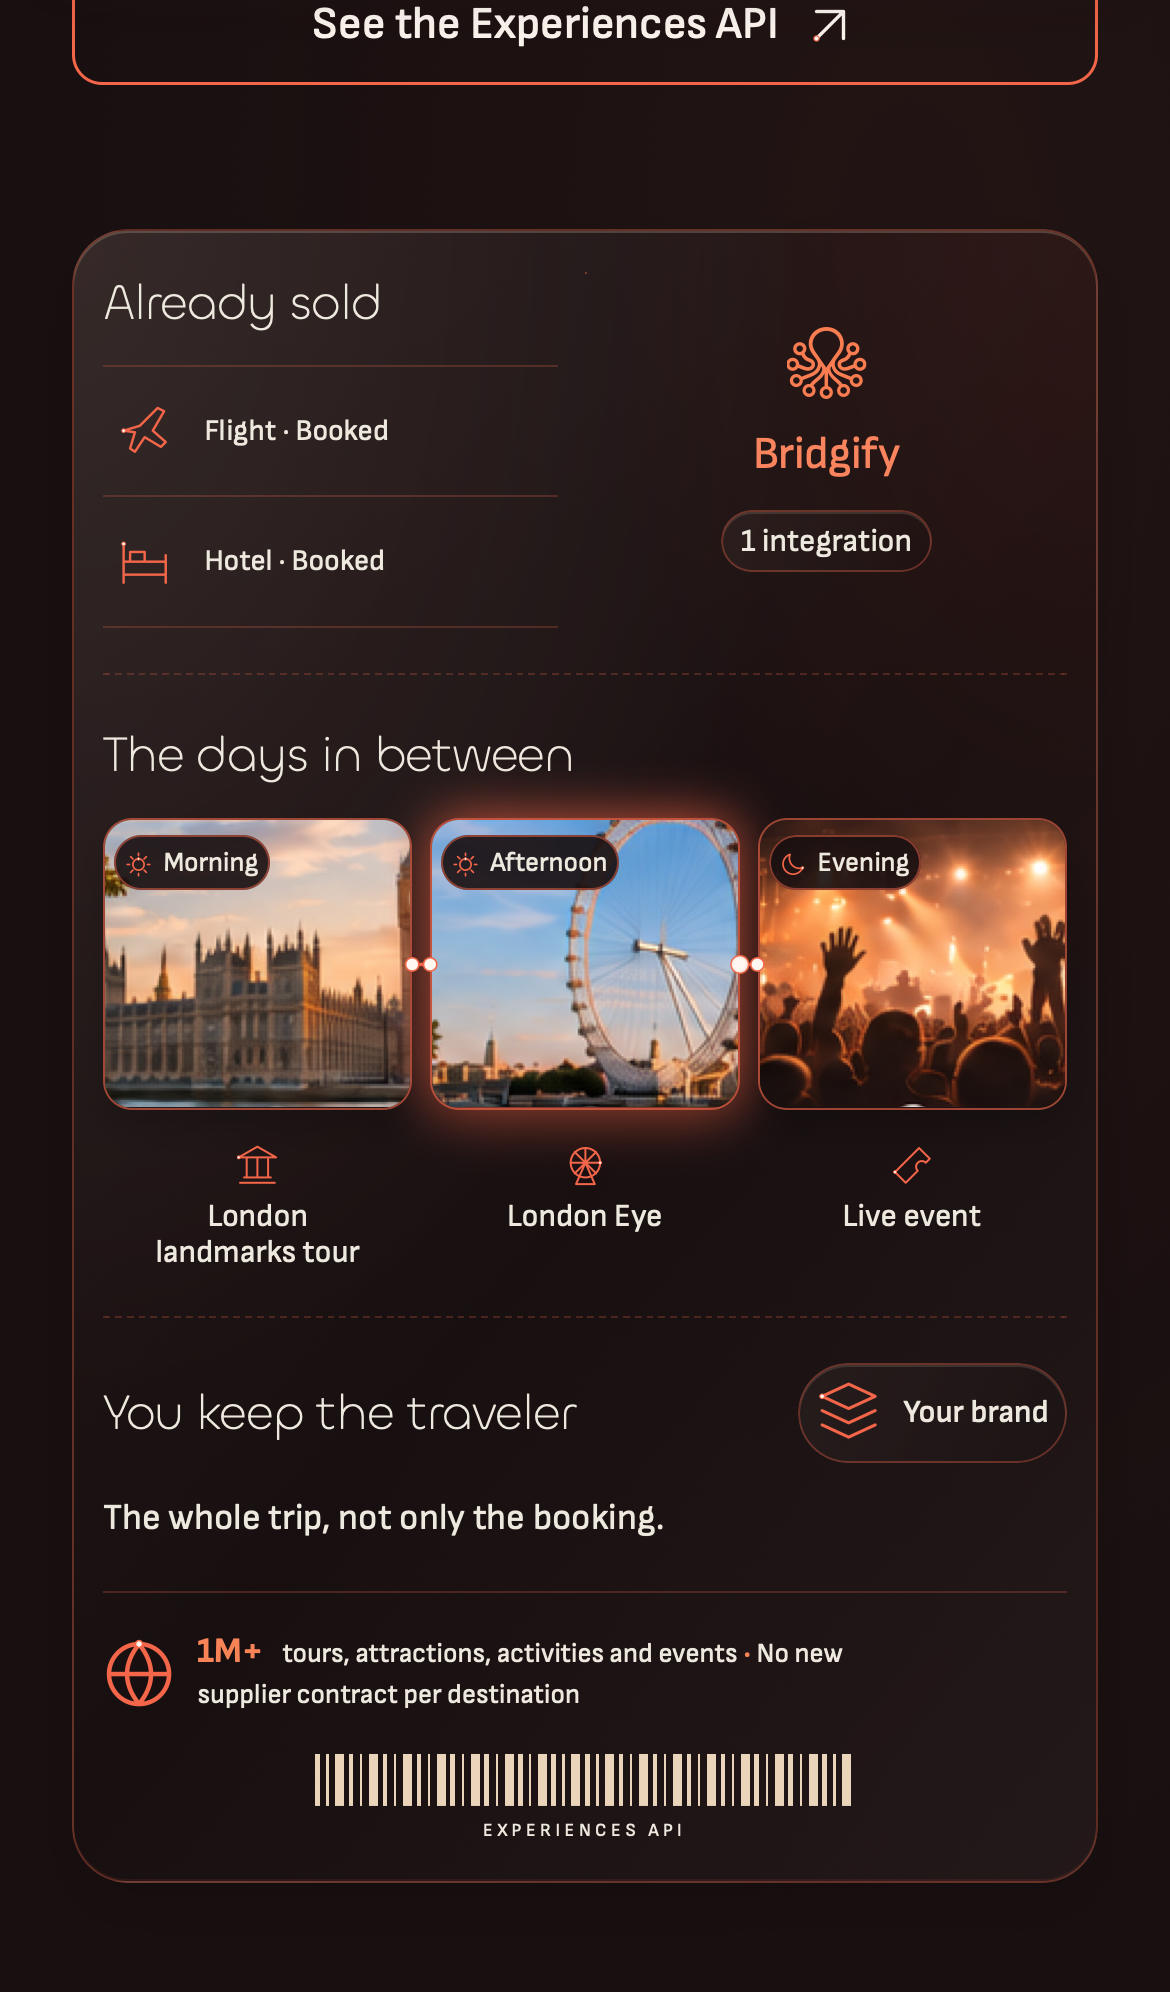 See the Experiences API
Already sold
Flight · Booked
Hotel · Booked
Bridgify
1 integration
The days in between
Morning
Afternoon
Evening
London
landmarks tour
London Eye
Live event
You keep the traveler
Your brand
The whole trip, not only the booking.
1M+ tours, attractions, activities and events · No new
supplier contract per destination
EXPERIENCES API